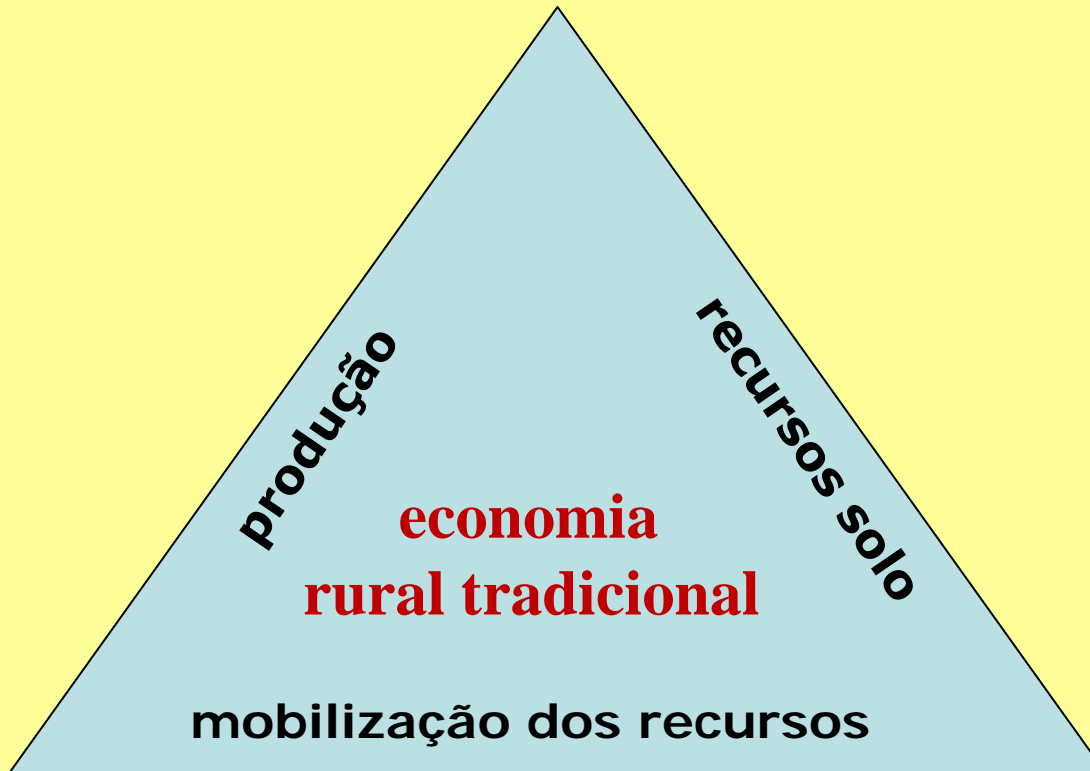 produção
recursos solo
economia
rural tradicional
mobilização dos recursos